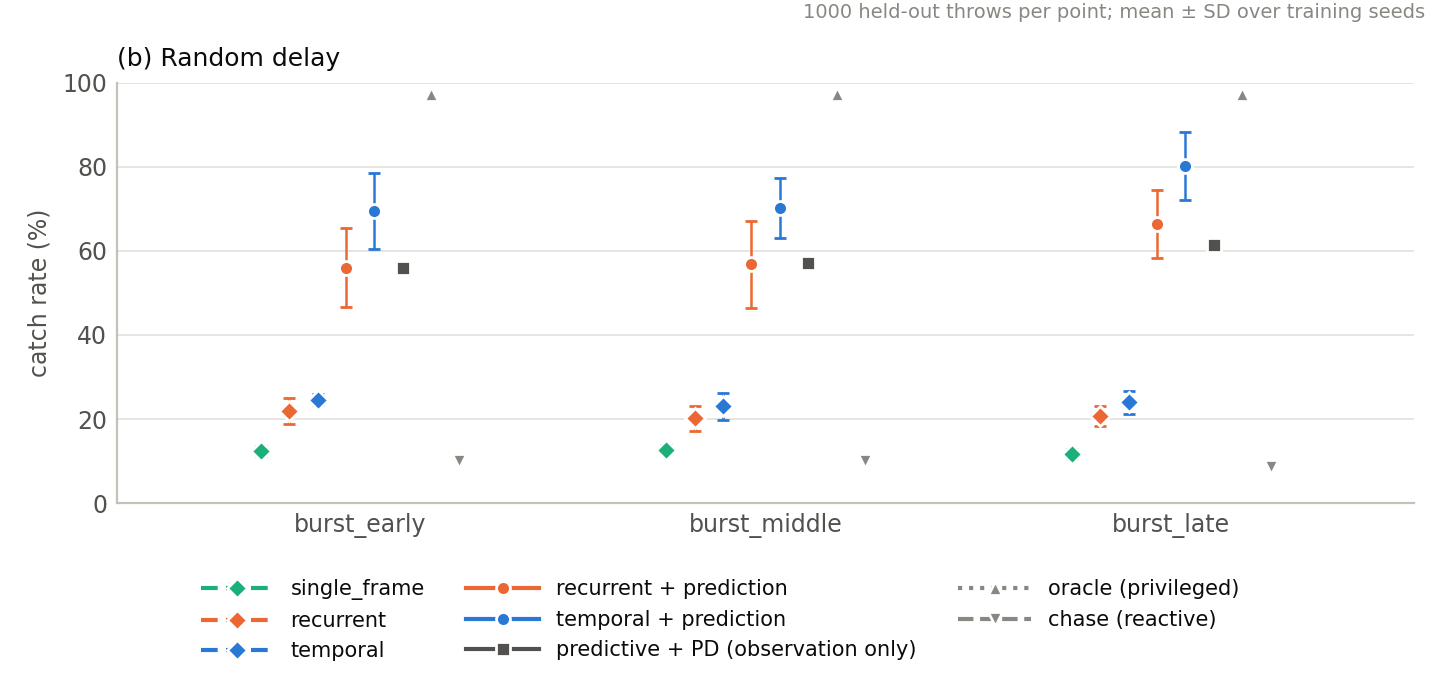 1000 held-out throws per point; mean ± SD over training seeds
(b) Random delay
100
80
60
40
20
0
catch rate (%)
burst_early burst_middle burst_late
single_frame recurrent + prediction oracle (privileged)
recurrent temporal + prediction chase (reactive)
temporal predictive + PD (observation only)